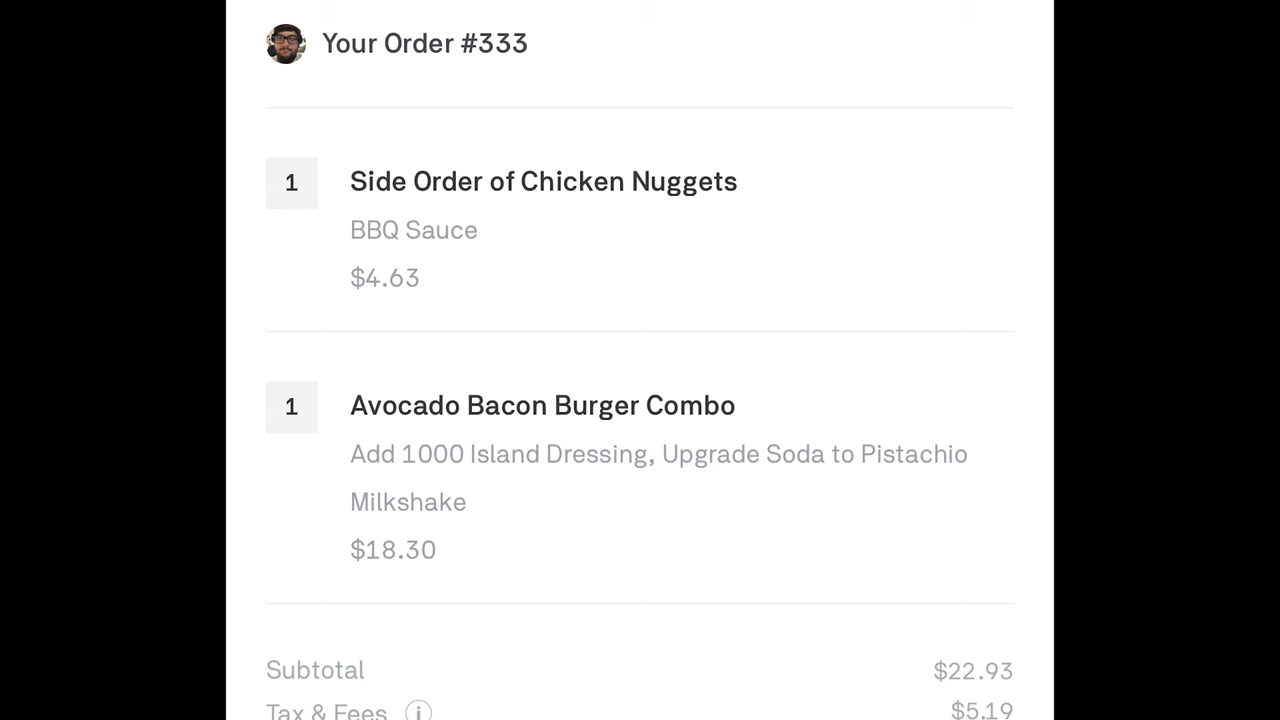 Your Order #333
1
Side Order of Chicken Nuggets
BBQ Sauce
$4.63
1
Avocado Bacon Burger Combo
Add 1000 Island Dressing, Upgrade Soda to Pistachio
Milkshake
$18.30
Subtotal $22.93
Tax & Fees i $5.19